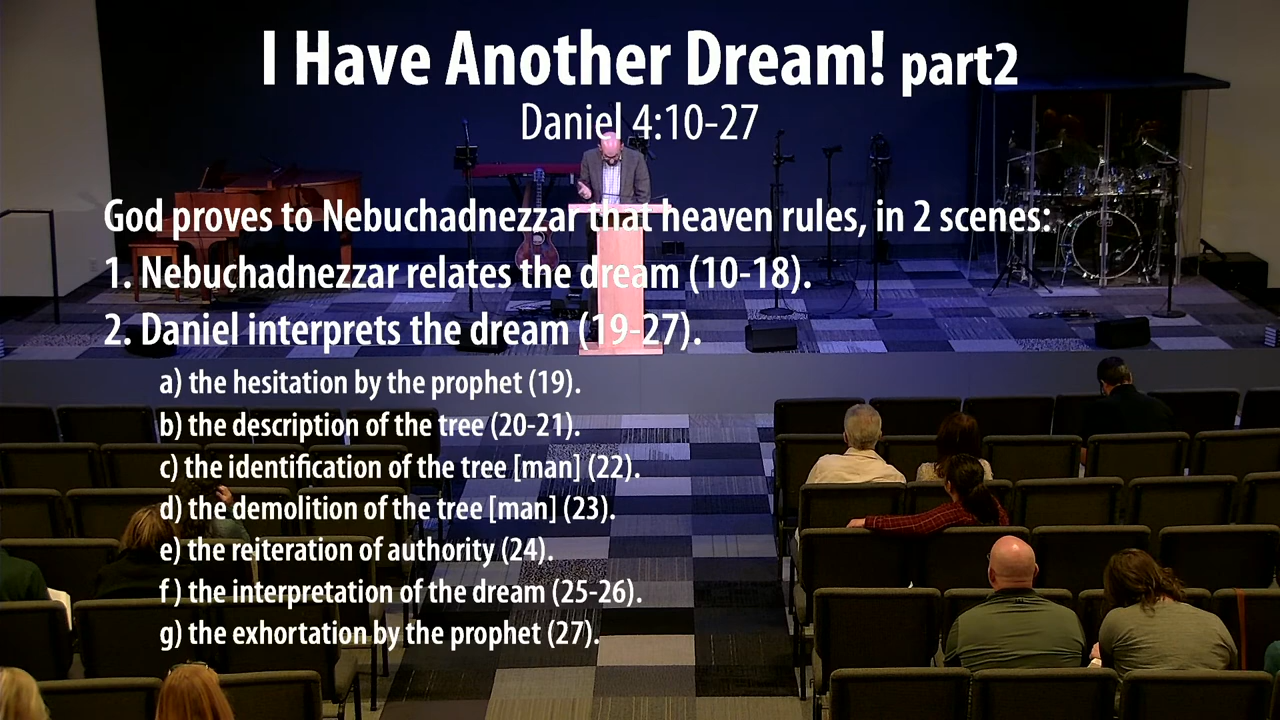 I Have Another Dream! part2
Daniel 4:10-27
God proves to Nebuchadnezzar that heaven rules, in 2 scenes:
1. Nebuchadnezzar relates the dream (10-18).
2. Daniel interprets the dream (19-27).
a) the hesitation by the prophet (19).
b) the description of the tree (20-21).
c) the identification of the tree [man] (22).
d) the demolition of the tree [man] (23).
e) the reiteration of authority (24).
f) the interpretation of the dream (25-26).
g) the exhortation by the prophet (27).